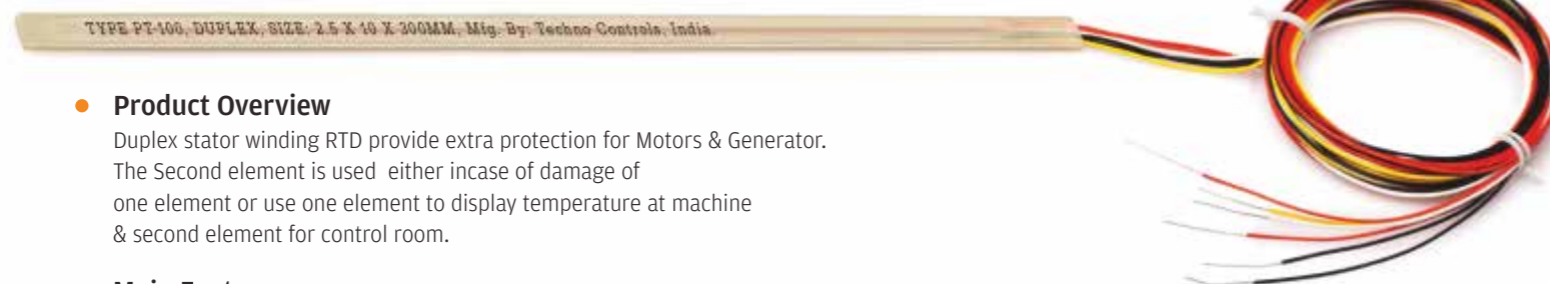 TYPE PT-100, DUPLEX, SIZE: 2.5 X 10 X 300MM, Mfg. By: Techno Controls, India.
Product Overview
Duplex stator winding RTD provide extra protection for Motors & Generator.
The Second element is used either incase of damage of
one element or use one element to display temperature at machine
& second element for control room.